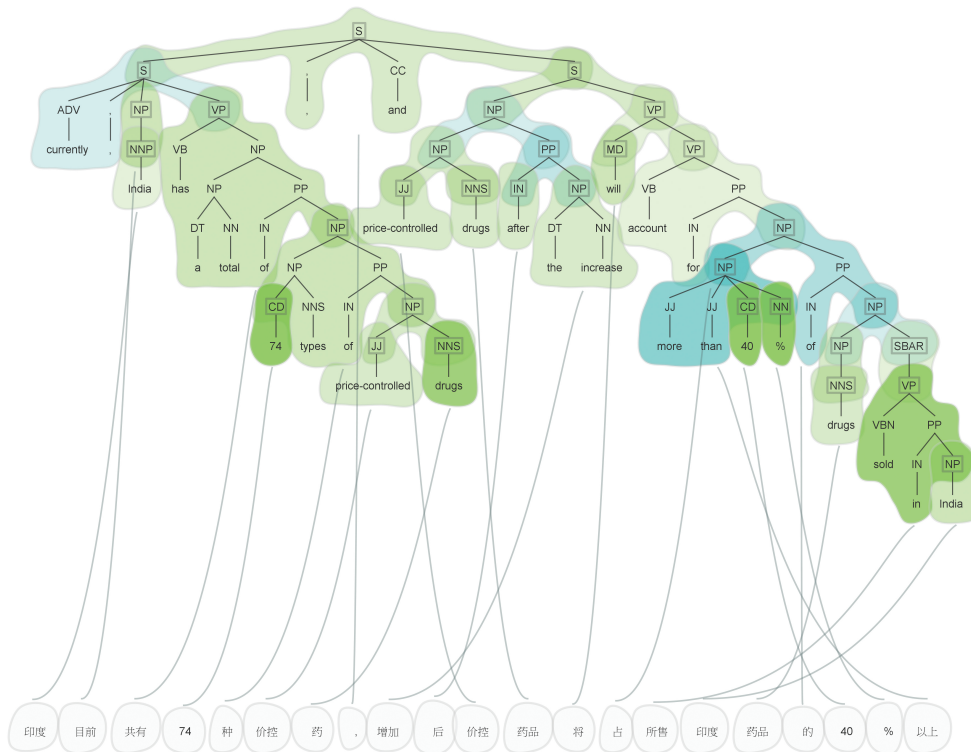 S
S , CC S
ADV , NP VP , and NP VP
currently , NNP VB NP NP PP MD VP
India has NP PP JJ NNS IN NP will VB PP
DT NN IN NP price-controlled drugs after DT NN account IN NP
a total of NP PP the increase for NP PP
CD NNS IN NP JJ JJ CD NN IN NP
74 types of JJ NNS more than 40 % of NP SBAR
price-controlled drugs NNS VP
drugs VBN PP
sold IN NP
in India
印度 目前 共有 74 种 价控 药 , 增加 后 价控 药品 将 占 所售 印度 药品 的 40 % 以上